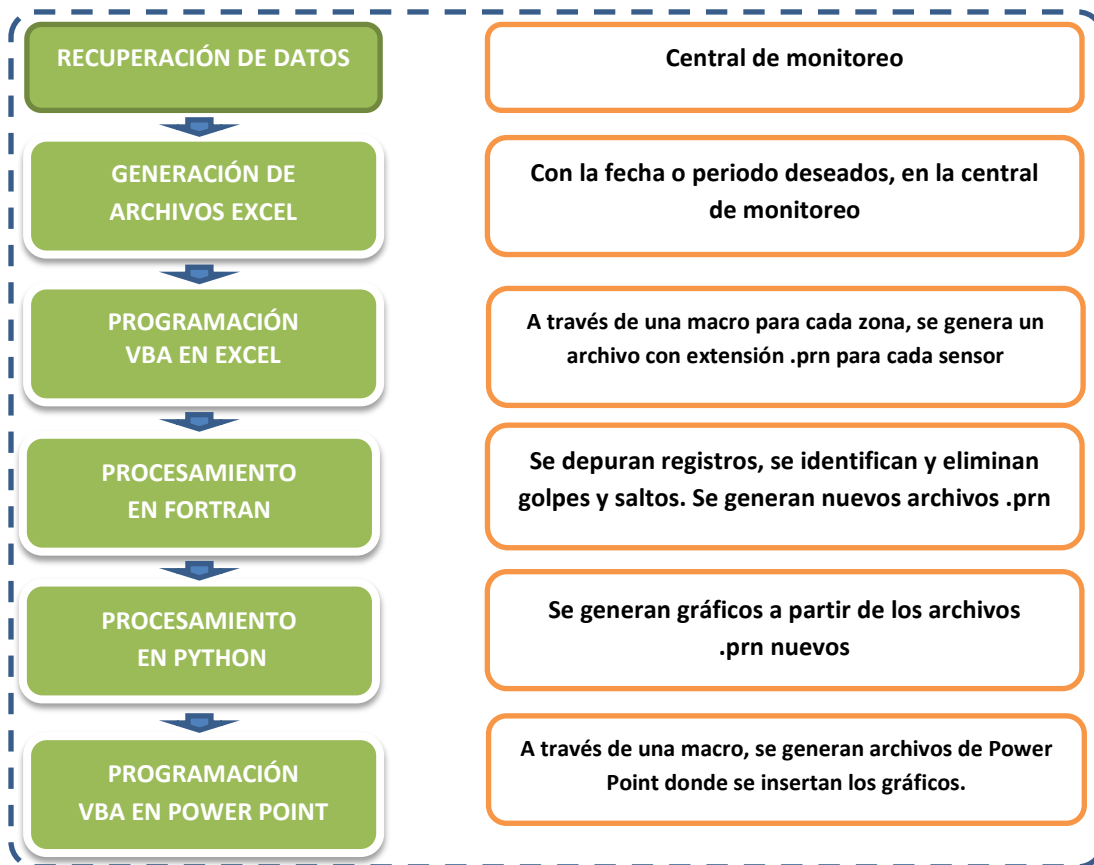 RECUPERACIÓN DE DATOS
Central de monitoreo
GENERACIÓN DE
ARCHIVOS EXCEL
Con la fecha o periodo deseados, en la central
de monitoreo
PROGRAMACIÓN
VBA EN EXCEL
A través de una macro para cada zona, se genera un
archivo con extensión .prn para cada sensor
PROCESAMIENTO
EN FORTRAN
Se depuran registros, se identifican y eliminan
golpes y saltos. Se generan nuevos archivos .prn
PROCESAMIENTO
EN PYTHON
Se generan gráficos a partir de los archivos
.prn nuevos
PROGRAMACIÓN
VBA EN POWER POINT
A través de una macro, se generan archivos de Power
Point donde se insertan los gráficos.